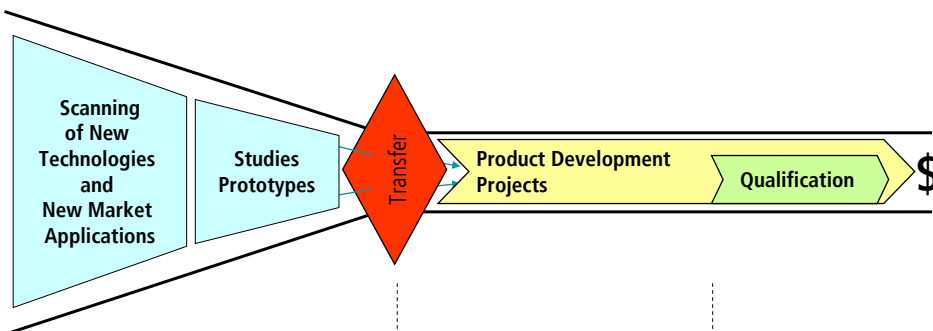 Scanning
of New
Technologies
and
New Market
Applications
Studies
Prototypes
Transfer
Product Development
Projects
Qualification
$